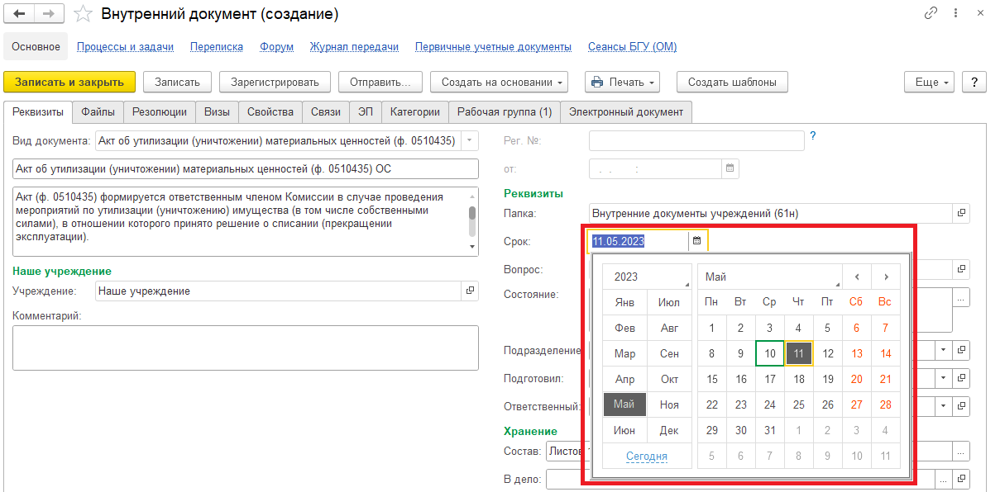 Внутренний документ (создание)
Основное Процессы и задачи Переписка Форум Журнал передачи Первичные учетные документы Сеансы БГУ (ОМ)
Записать и закрыть Записать Зарегистрировать Отправить... Создать на основании Печать Создать шаблоны Еще ?
Реквизиты Файлы Резолюции Визы Свойства Связи ЭП Категории Рабочая группа (1) Электронный документ
Вид документа: Акт об утилизации (уничтожении) материальных ценностей (ф. 0510435)
Акт об утилизации (уничтожении) материальных ценностей (ф. 0510435) ОС
Акт (ф. 0510435) формируется ответственным членом Комиссии в случае проведения
мероприятий по утилизации (уничтожению) имущества (в том числе собственными
силами), в отношении которого принято решение о списании (прекращении
эксплуатации).
Наше учреждение
Учреждение: Наше учреждение
Комментарий:
Рег. №: ?
от: . . :
Реквизиты
Папка: Внутренние документы учреждений (61н)
Срок: 11.05.2023
Вопрос:
Состояние: ...
Подразделение
Подготовил:
Ответственный:
Хранение
Состав: Листов ...
В дело: ...
2023 Май ‹ ›
Янв Июл Пн Вт Ср Чт Пт Сб Вс
Фев Авг 1 2 3 4 5 6 7
Мар Сен 8 9 10 11 12 13 14
Апр Окт 15 16 17 18 19 20 21
Май Ноя 22 23 24 25 26 27 28
Июн Дек 29 30 31 1 2 3 4
Сегодня 5 6 7 8 9 10 11